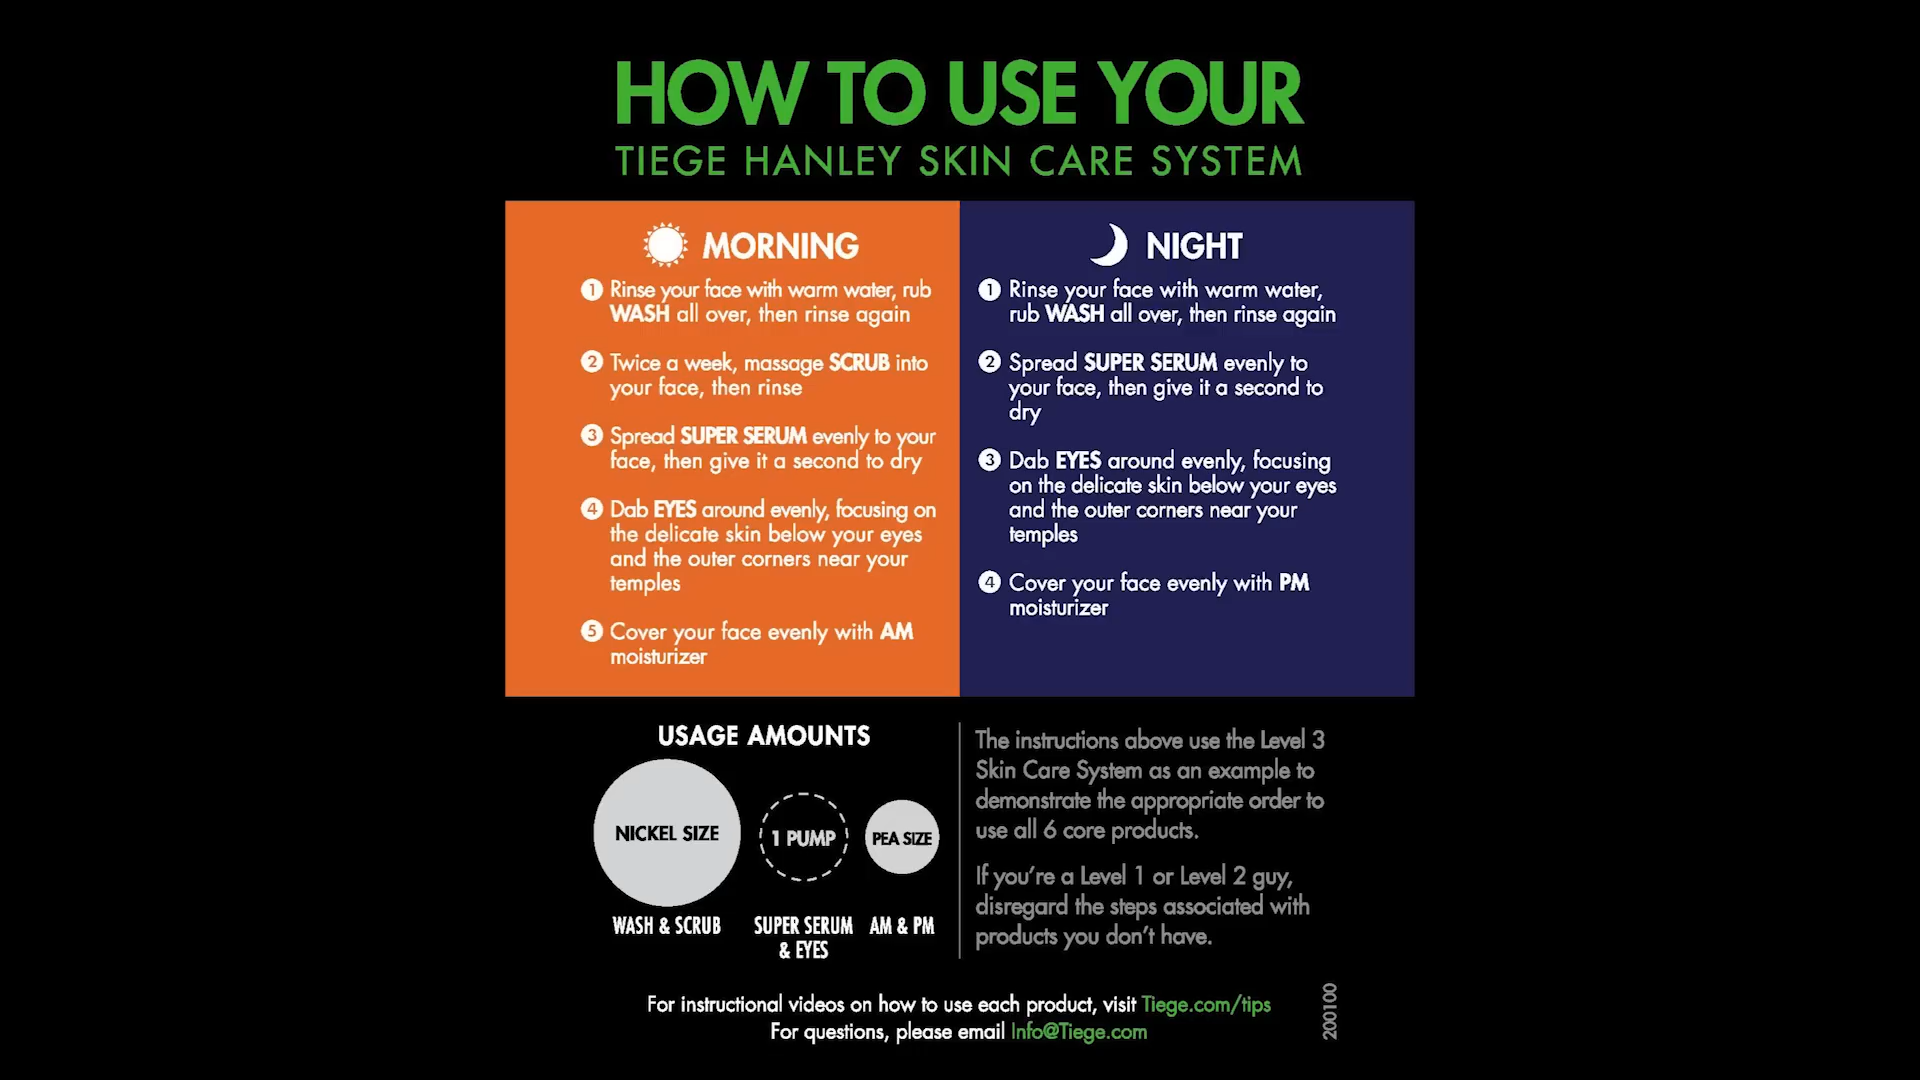 HOW TO USE YOUR
TIEGE HANLEY SKIN CARE SYSTEM
MORNING
1 Rinse your face with warm water, rub
WASH all over, then rinse again
2 Twice a week, massage SCRUB into
your face, then rinse
3 Spread SUPER SERUM evenly to your
face, then give it a second to dry
4 Dab EYES around evenly, focusing on
the delicate skin below your eyes
and the outer corners near your
temples
5 Cover your face evenly with AM
moisturizer
NIGHT
1 Rinse your face with warm water,
rub WASH all over, then rinse again
2 Spread SUPER SERUM evenly to
your face, then give it a second to
dry
3 Dab EYES around evenly, focusing
on the delicate skin below your eyes
and the outer corners near your
temples
4 Cover your face evenly with PM
moisturizer
USAGE AMOUNTS
NICKEL SIZE
WASH & SCRUB
1 PUMP
SUPER SERUM
& EYES
PEA SIZE
AM & PM
The instructions above use the Level 3
Skin Care System as an example to
demonstrate the appropriate order to
use all 6 core products.
If you're a Level 1 or Level 2 guy,
disregard the steps associated with
products you don't have.
For instructional videos on how to use each product, visit Tiege.com/tips
For questions, please email Info@Tiege.com
200100